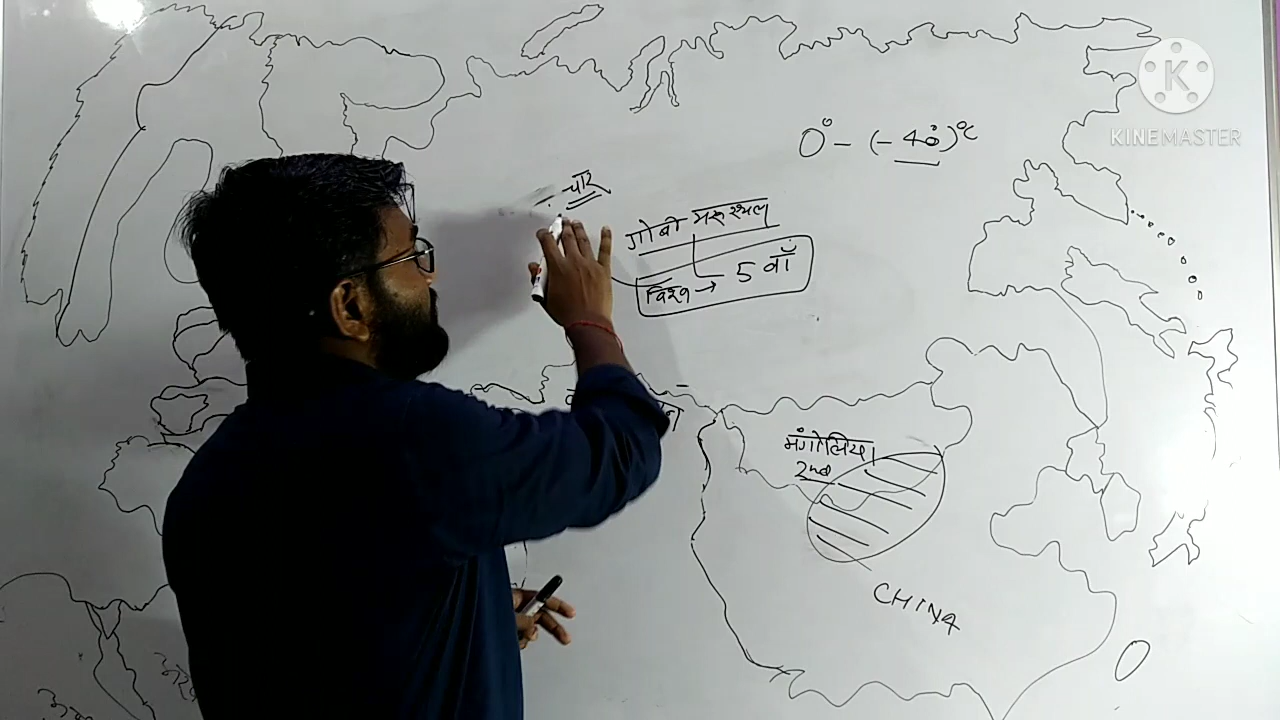 KINEMASTER
0° - (-40°)°C
चार
गोबी मरुस्थल
विश्व → 5 वाँ
मंगोलिया
2nd
CHINA